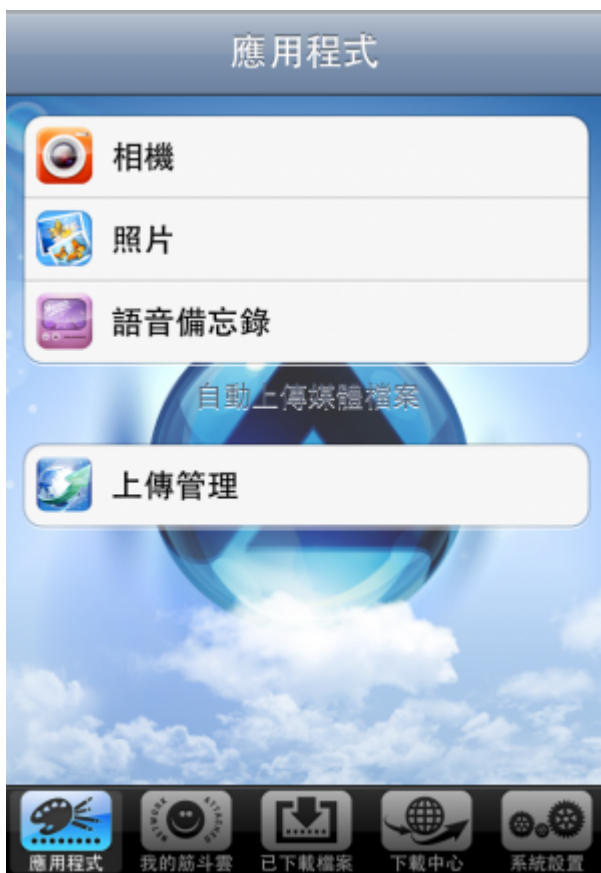 應用程式
相機
照片
語音備忘錄
自動上傳媒體檔案
上傳管理
NETWORK ATTACHED
應用程式
我的筋斗雲
已下載檔案
下載中心
系統設置